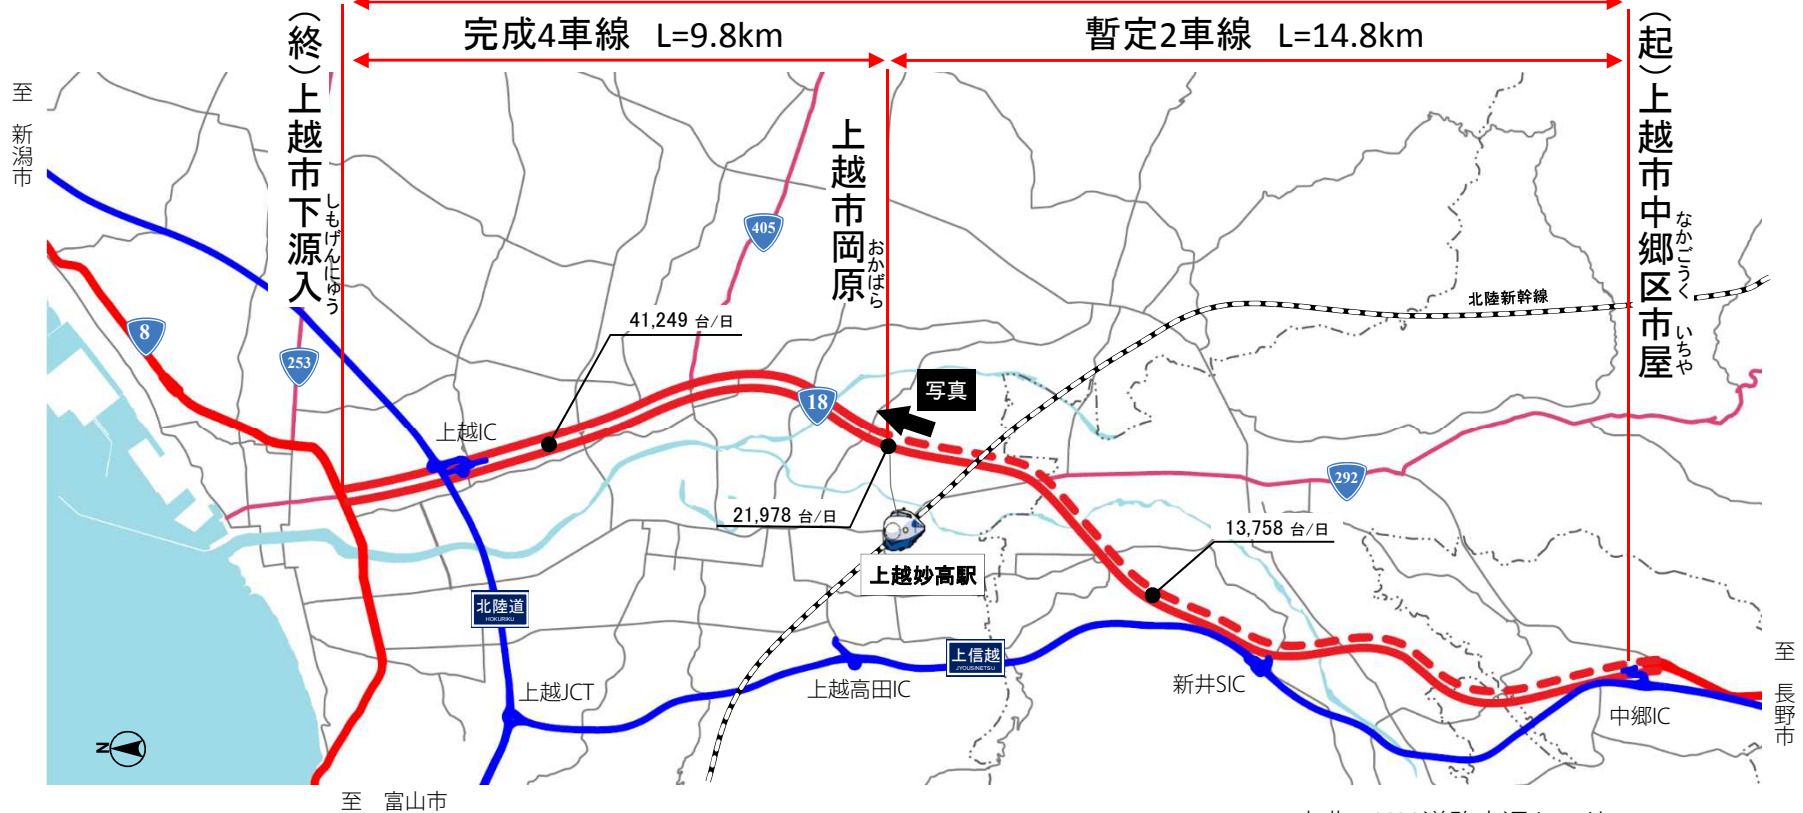 完成4車線 L=9.8km
暫定2車線 L=14.8km
(終)上越市下源入
しもげんにゅう
上越市岡原
おかばら
(起)上越市中郷区市屋
なかごうく いちや
至 新潟市
405
北陸新幹線
8
41,249 台/日
253
写真
18
上越IC
292
21,978 台/日
13,758 台/日
上越妙高駅
北陸道
HOKURIKU
上信越
JYOUSINETSU
上越JCT
上越高田IC
新井SIC
中郷IC
至 長野市
N
至 富山市